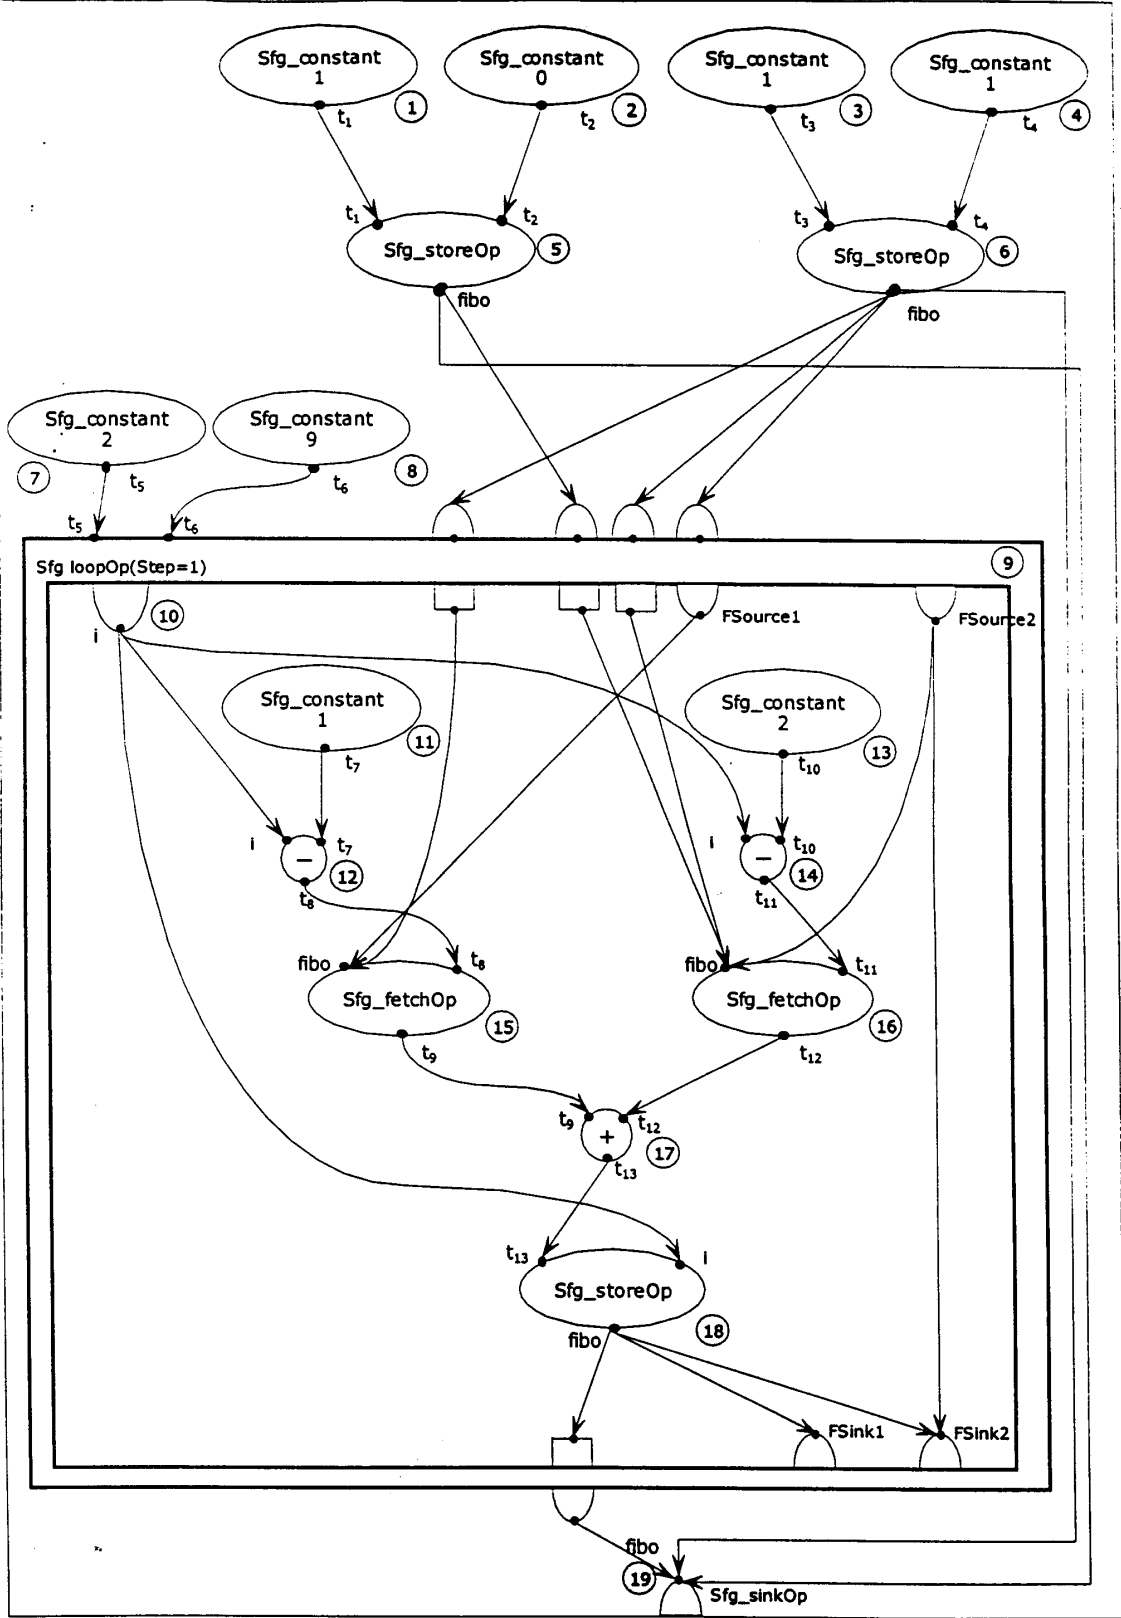 Sfg_constant
1
t1
1
Sfg_constant
0
t2
2
Sfg_constant
1
t3
3
Sfg_constant
1
t4
4
t1
t2
Sfg_storeOp
5
fibo
t3
t4
Sfg_storeOp
6
fibo
Sfg_constant
2
7
t5
Sfg_constant
9
8
t6
t5
t6
9
Sfg loopOp(Step=1)
10
i
FSource1
FSource2
Sfg_constant
1
11
t7
Sfg_constant
2
13
t10
i
t7
−
12
t8
i
t10
−
14
t11
fibo
t8
Sfg_fetchOp
15
t9
fibo
t11
Sfg_fetchOp
16
t12
t9
t12
+
17
t13
t13
i
Sfg_storeOp
18
fibo
FSink1
FSink2
fibo
19
Sfg_sinkOp